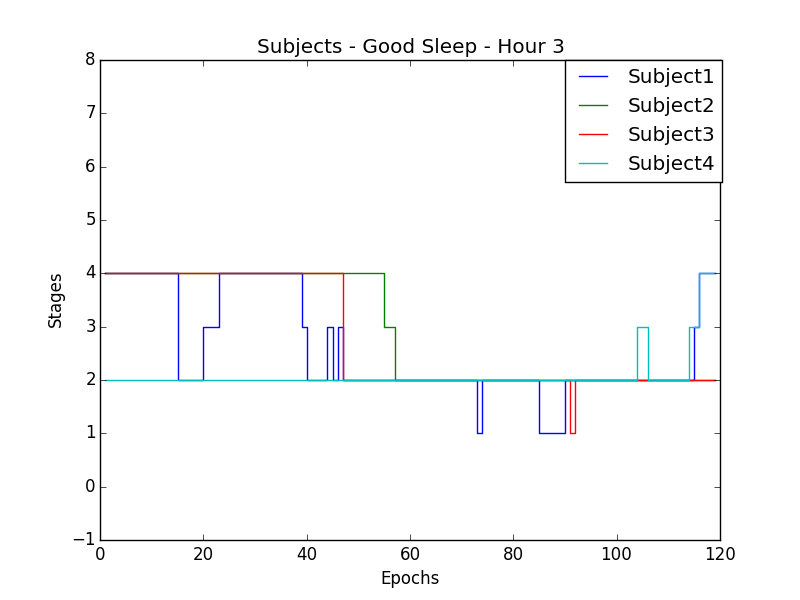 Subjects - Good Sleep - Hour 3
8
7
6
5
4
3
2
1
0
−1
Stages
Subject1
Subject2
Subject3
Subject4
0 20 40 60 80 100 120
Epochs